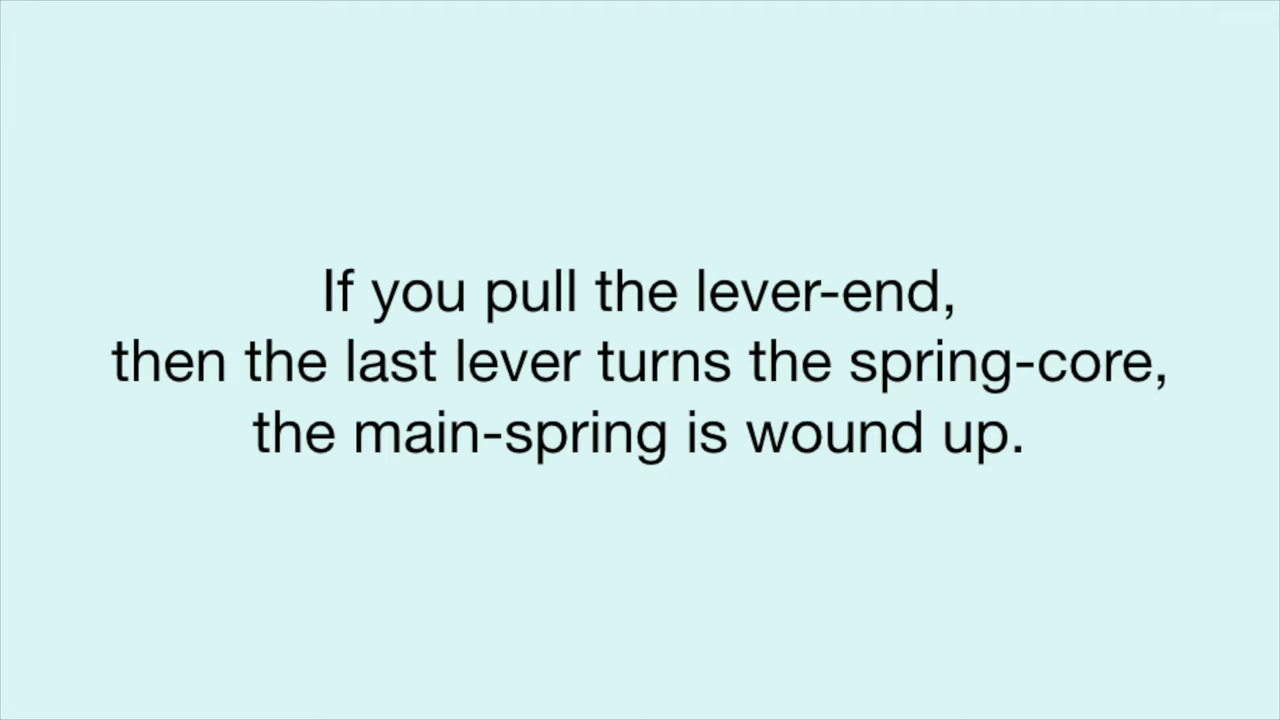 If you pull the lever-end,
then the last lever turns the spring-core,
the main-spring is wound up.